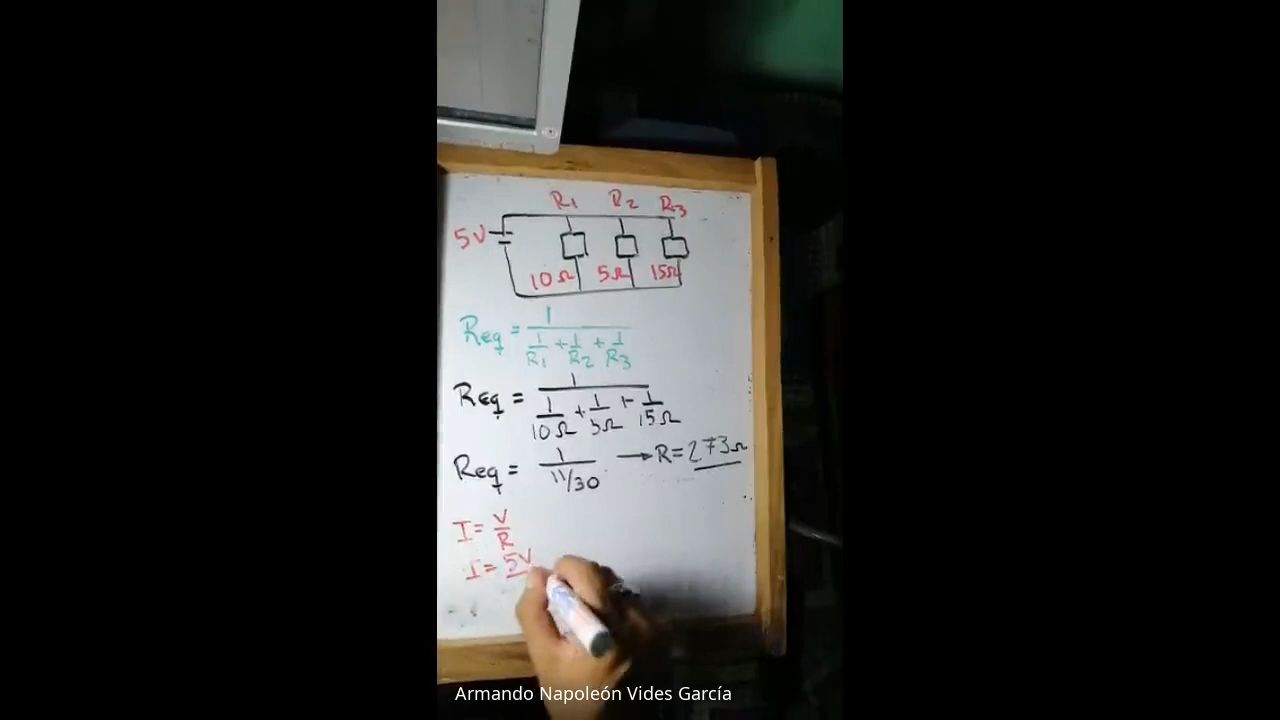 R1 R2 R3
5V
10Ω 5Ω 15Ω
Req = 1 / (1/R1 + 1/R2 + 1/R3)
Req = 1 / (1/10Ω + 1/5Ω + 1/15Ω)
Req = 1 / (11/30) → R = 2.73Ω
I = V/R
I = 5V
Armando Napoleón Vides García